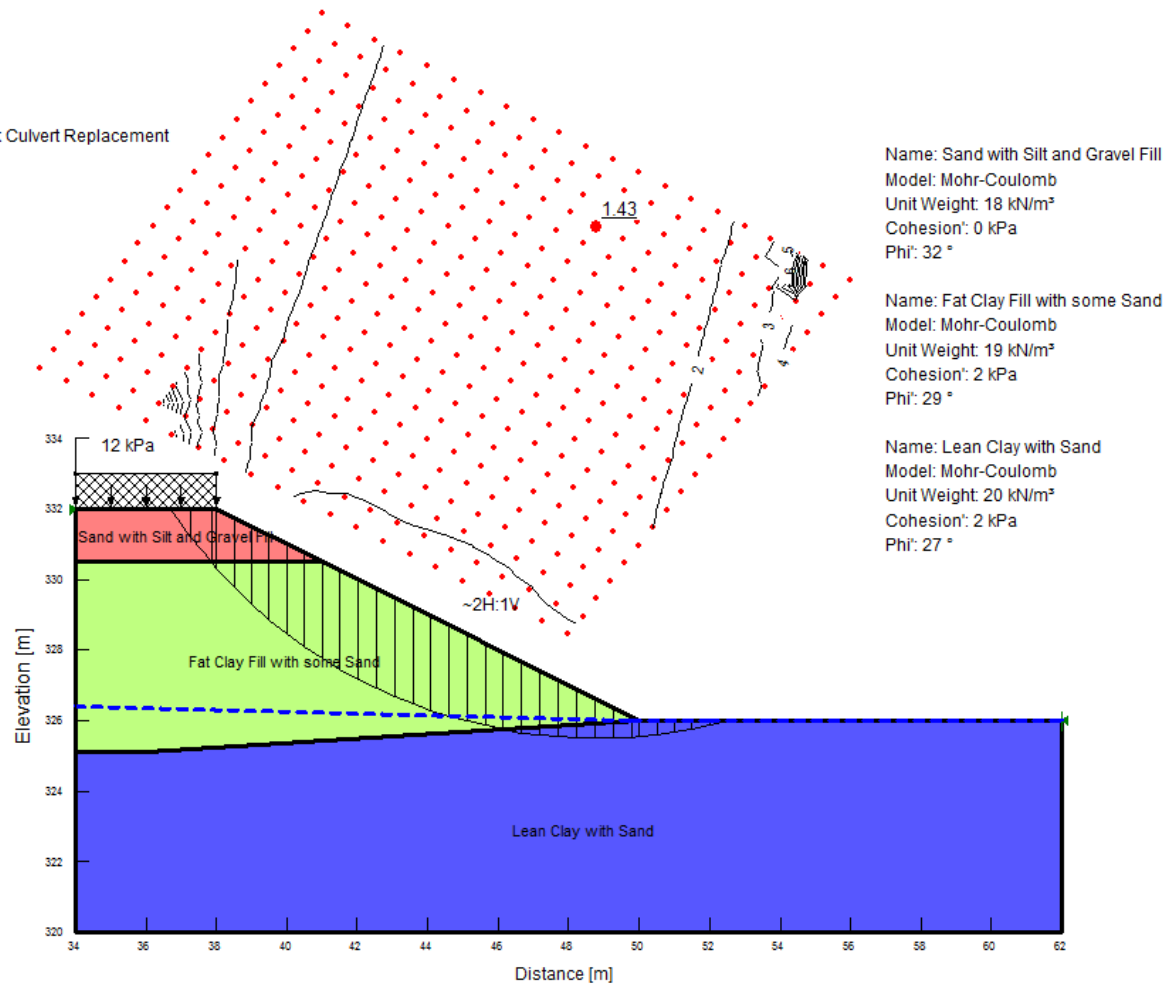 Culvert Replacement
1.43
Name: Sand with Silt and Gravel Fill
Model: Mohr-Coulomb
Unit Weight: 18 kN/m³
Cohesion': 0 kPa
Phi': 32 °
Name: Fat Clay Fill with some Sand
Model: Mohr-Coulomb
Unit Weight: 19 kN/m³
Cohesion': 2 kPa
Phi': 29 °
Name: Lean Clay with Sand
Model: Mohr-Coulomb
Unit Weight: 20 kN/m³
Cohesion': 2 kPa
Phi': 27 °
5
6
3
4
2
12 kPa
Sand with Silt and Gravel Fill
~2H:1V
Fat Clay Fill with some Sand
Lean Clay with Sand
Elevation [m]
334
332
330
328
326
324
322
320
34 36 38 40 42 44 46 48 50 52 54 56 58 60 62
Distance [m]